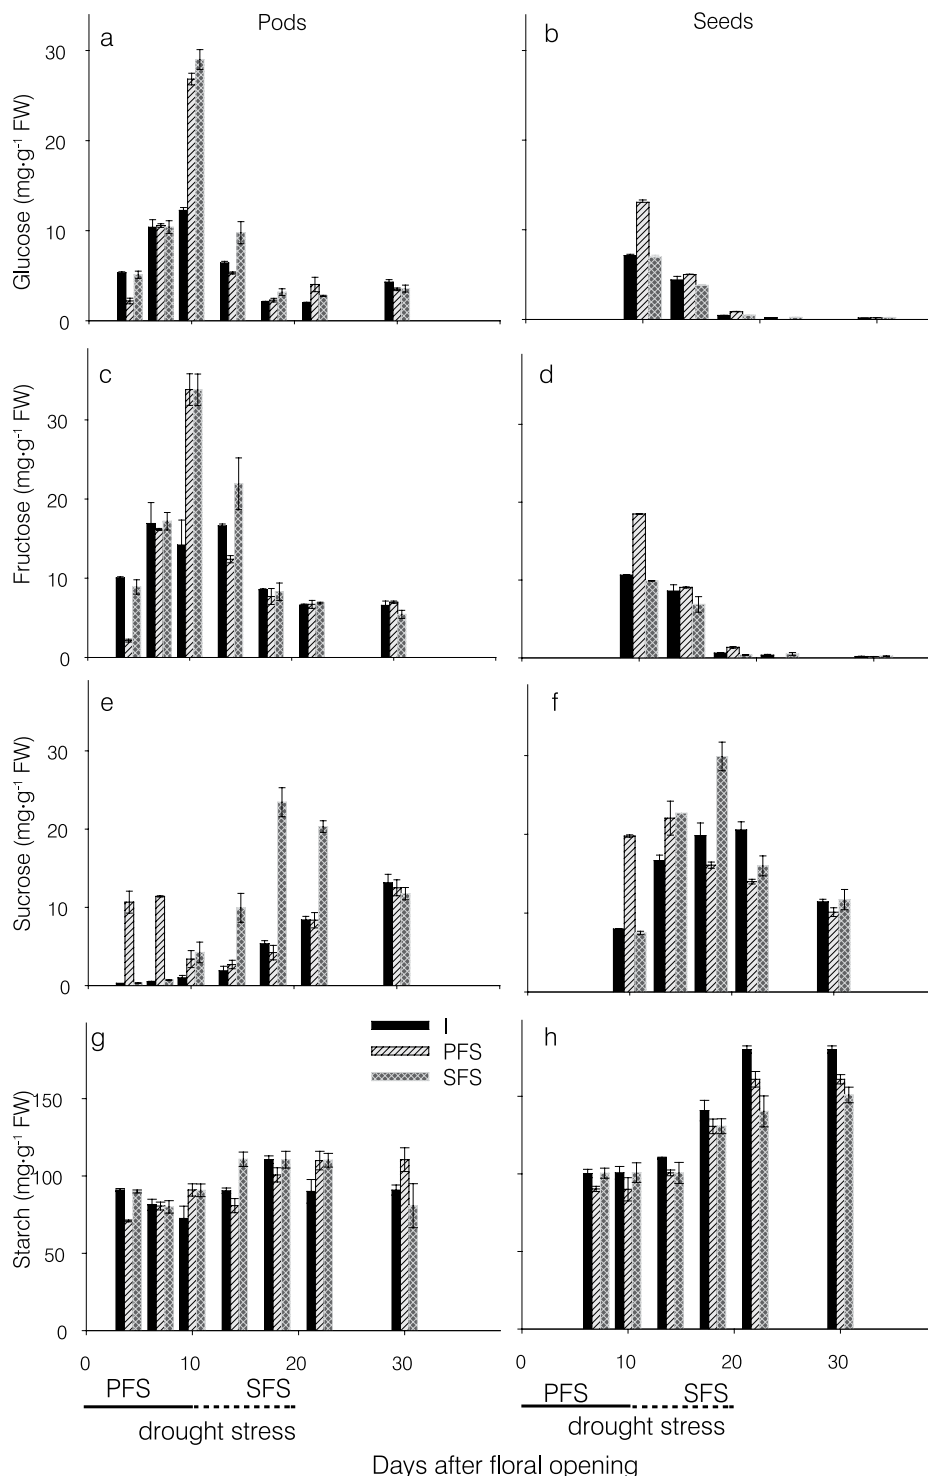 Pods
Seeds
a
b
30
20
10
0
Glucose (mg·g⁻¹ FW)
c
d
30
20
10
0
Fructose (mg·g⁻¹ FW)
e
f
30
20
10
0
Sucrose (mg·g⁻¹ FW)
g
h
I
PFS
SFS
150
100
50
0
Starch (mg·g⁻¹ FW)
0 10 20 30
0 10 20 30
PFS SFS
PFS SFS
drought stress
drought stress
Days after floral opening